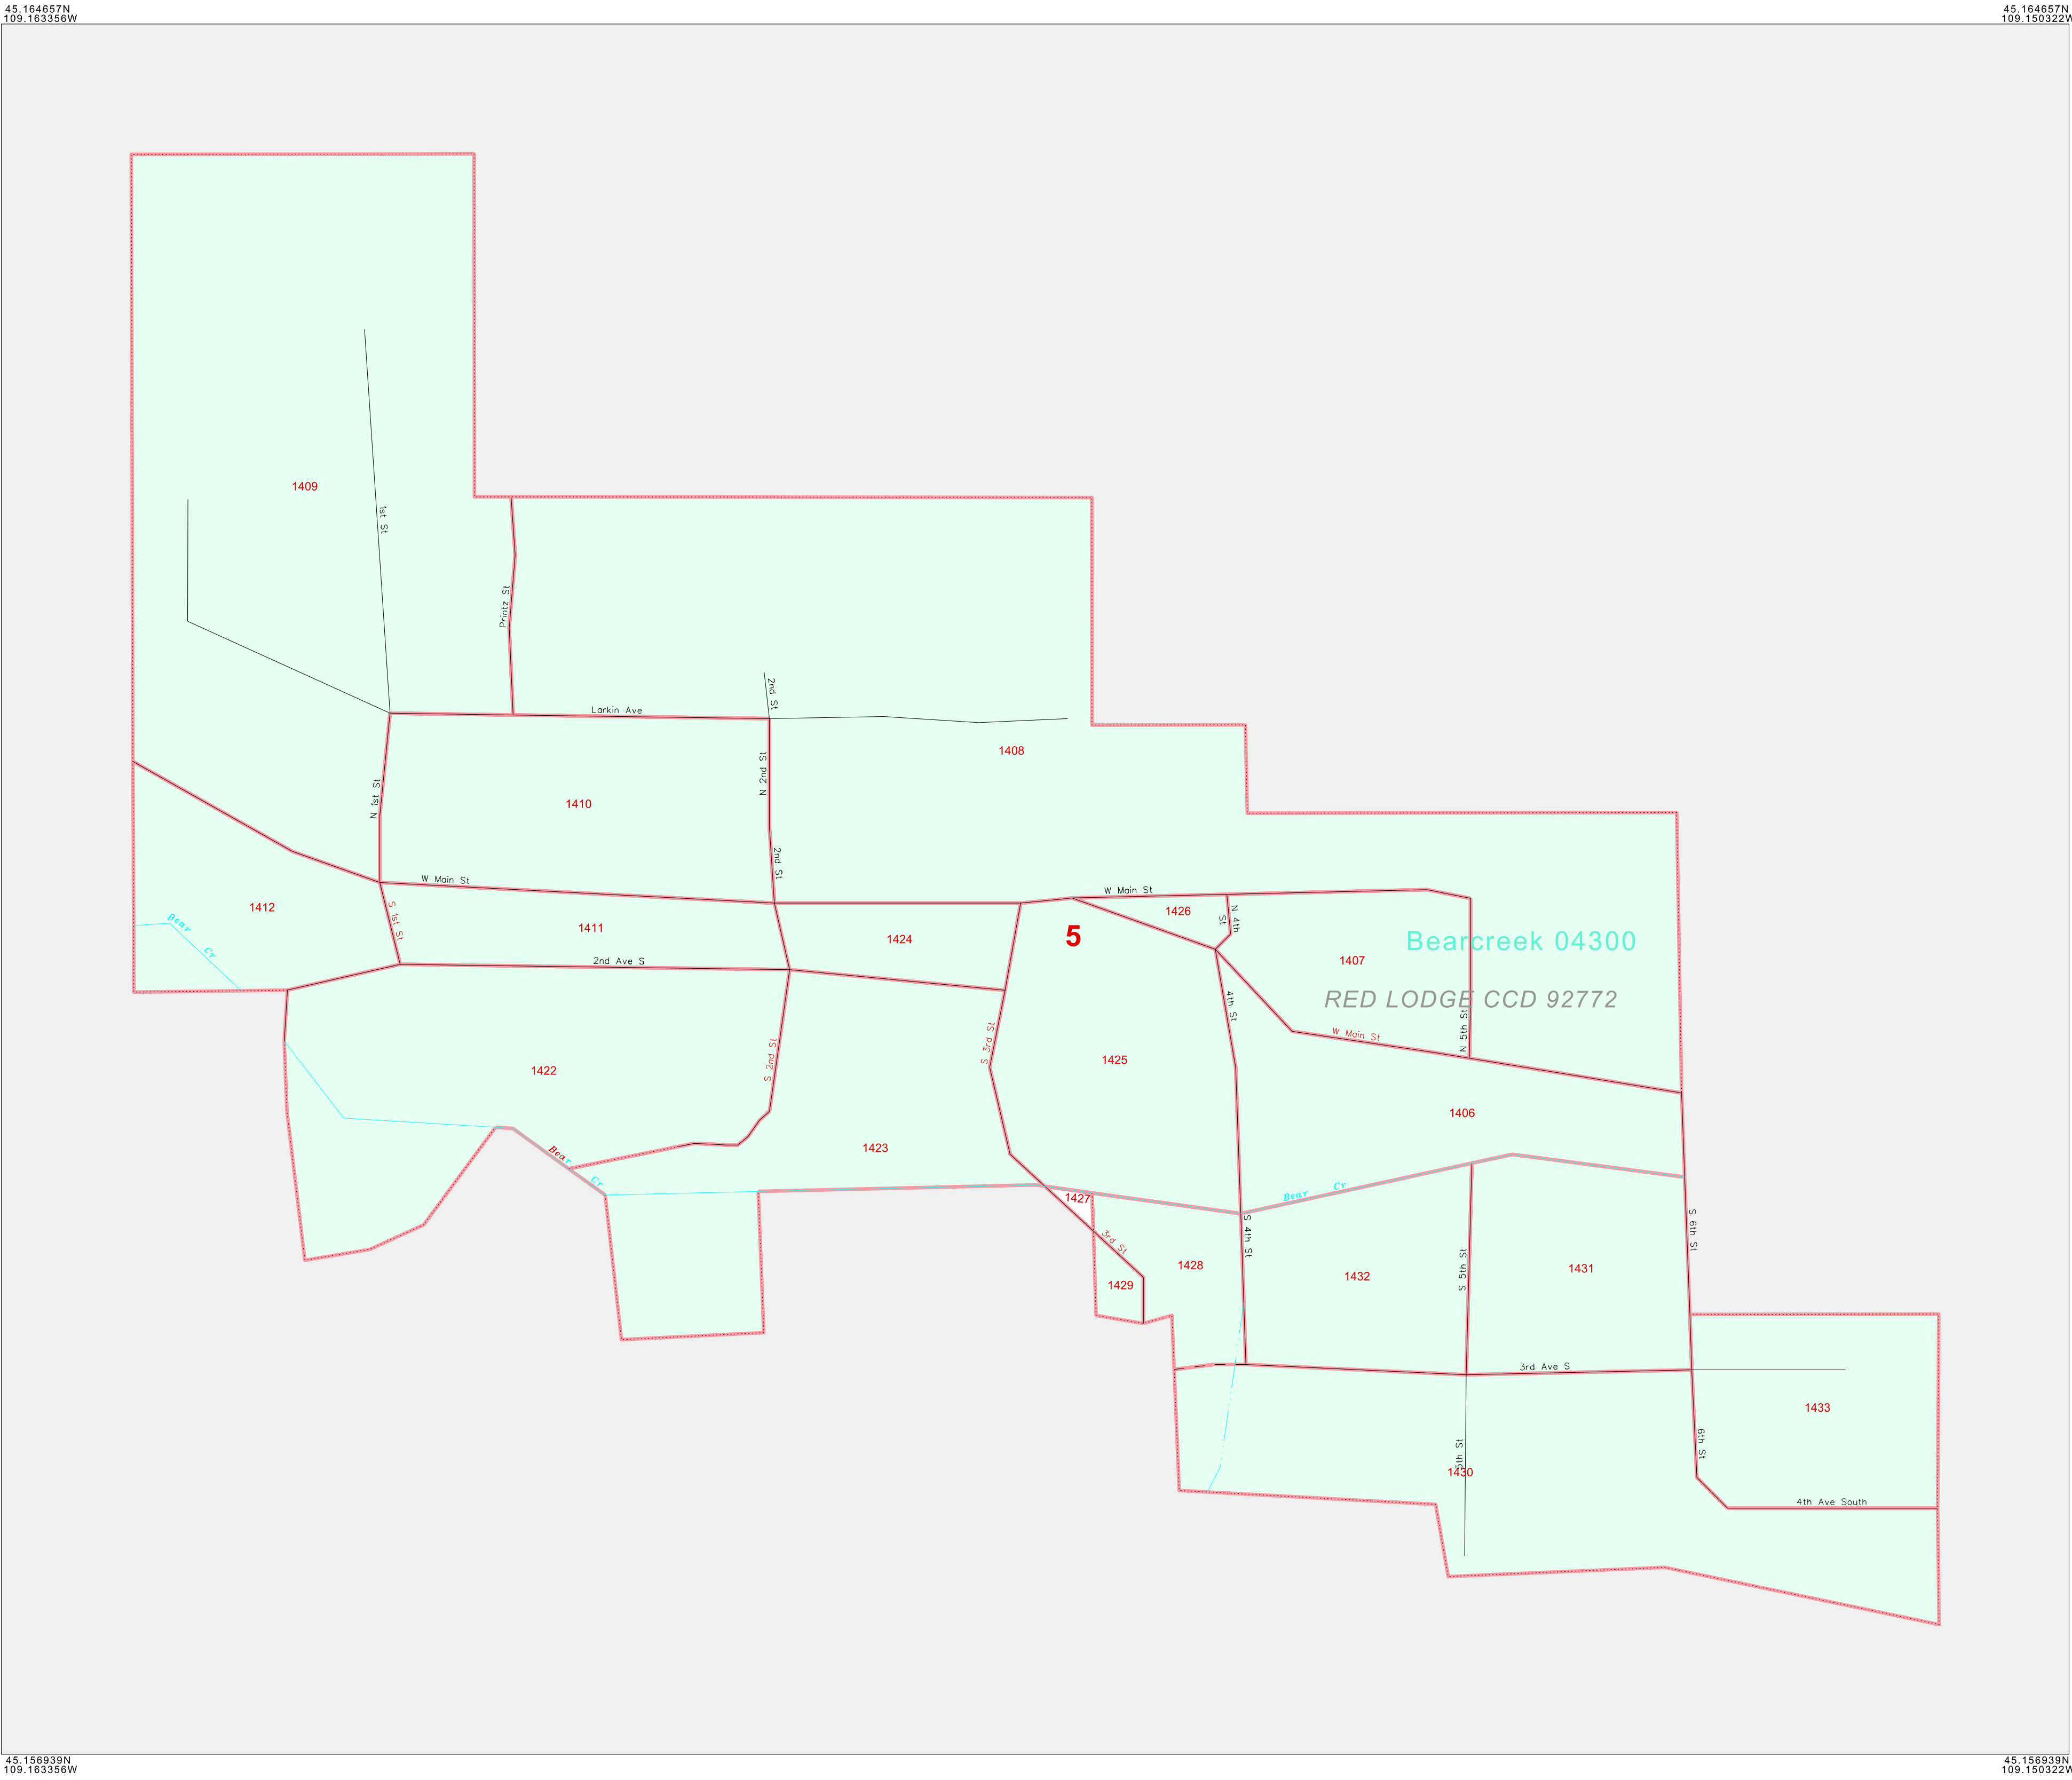 45.164657N
109.163356W
45.164657N
109.150322W
1409
1st St
Printz St
2nd St
Larkin Ave
1408
N 2nd St
N 1st St
1410
2nd St
W Main St
W Main St
1412
S 1st St
1426
N 4th
St
Bear
Cr
1411
1424
5
Bearcreek 04300
2nd Ave S
1407
RED LODGE CCD 92772
4th St
N 5th St
W Main St
S 3rd St
S 2nd St
1425
1422
1406
1423
Bear
Cr
Bear
Cr
1427
S 4th St
S 6th St
3rd St
1428
1429
1432
S 5th St
1431
3rd Ave S
1433
5th St
6th St
1430
4th Ave South
45.156939N
109.163356W
45.156939N
109.150322W